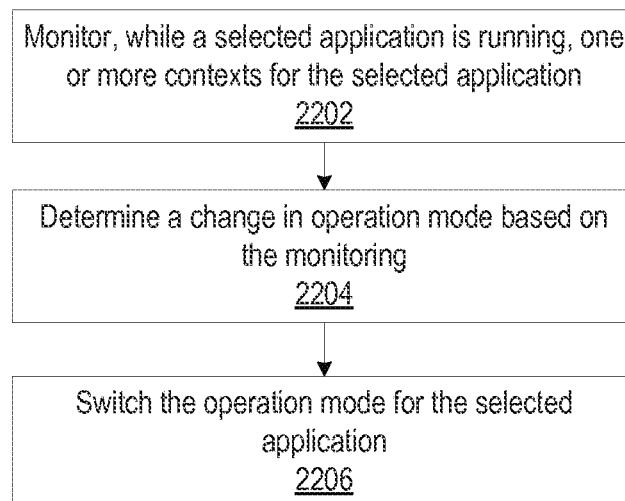 Monitor, while a selected application is running, one
or more contexts for the selected application
2202
Determine a change in operation mode based on
the monitoring
2204
Switch the operation mode for the selected
application
2206